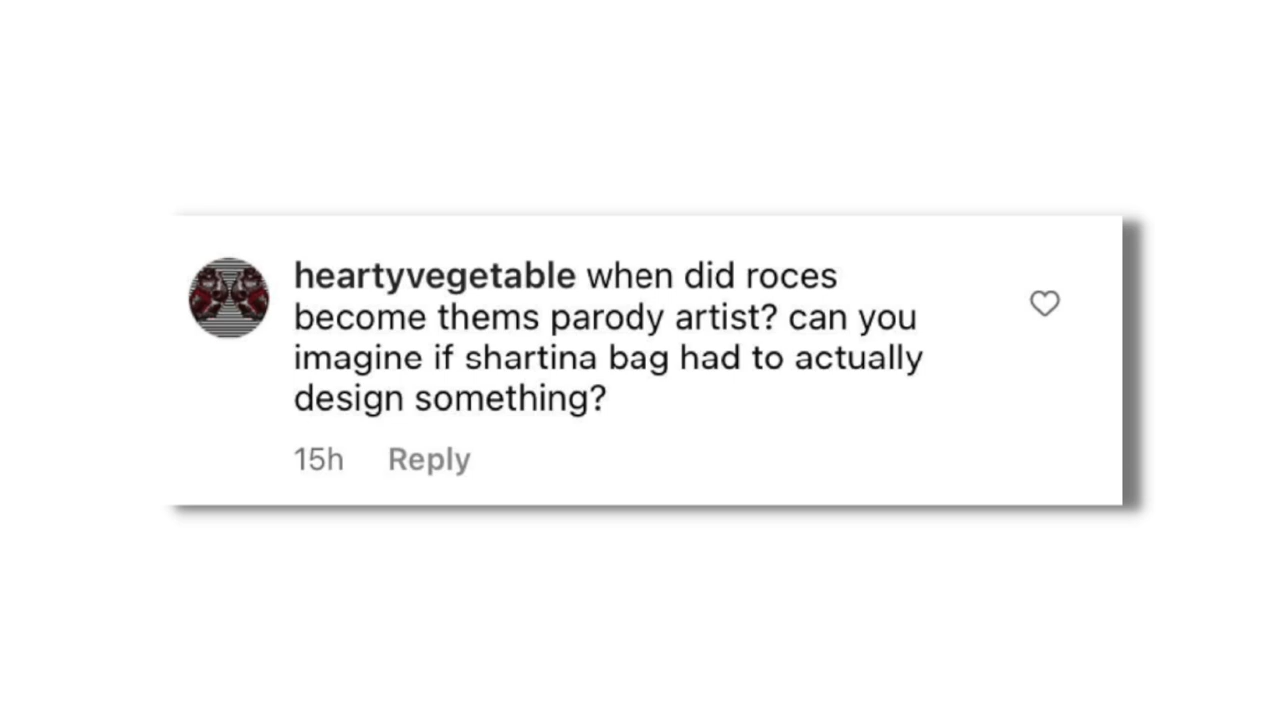 heartyvegetable when did roces
become thems parody artist? can you
imagine if shartina bag had to actually
design something?
15h Reply